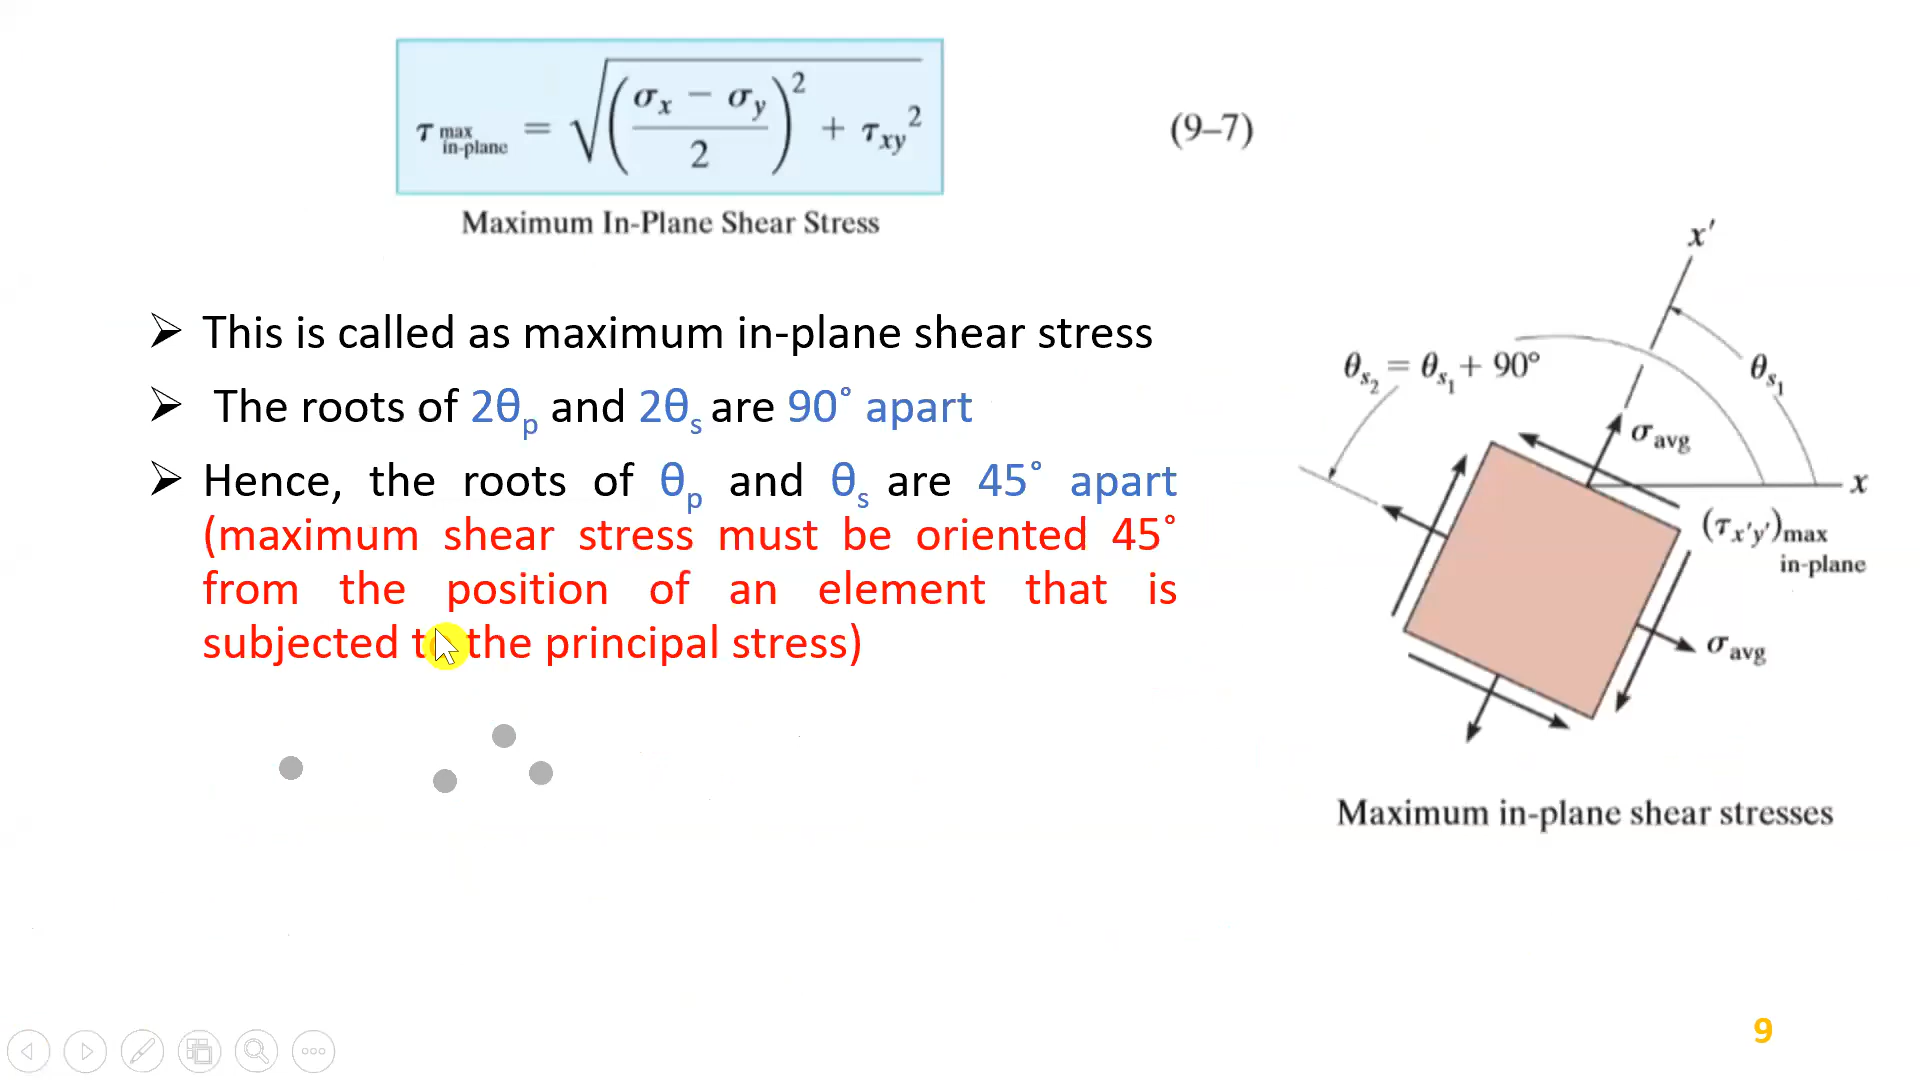 τ max in-plane = √((σx − σy)/2)² + τxy² (9–7)
Maximum In-Plane Shear Stress
➢ This is called as maximum in-plane shear stress
➢ The roots of 2θp and 2θs are 90˚ apart
➢ Hence, the roots of θp and θs are 45˚ apart
(maximum shear stress must be oriented 45˚
from the position of an element that is
subjected to the principal stress)
x′
θs₂ = θs₁ + 90°
θs₁
σavg
x
(τx′y′)max
in-plane
σavg
Maximum in-plane shear stresses
9